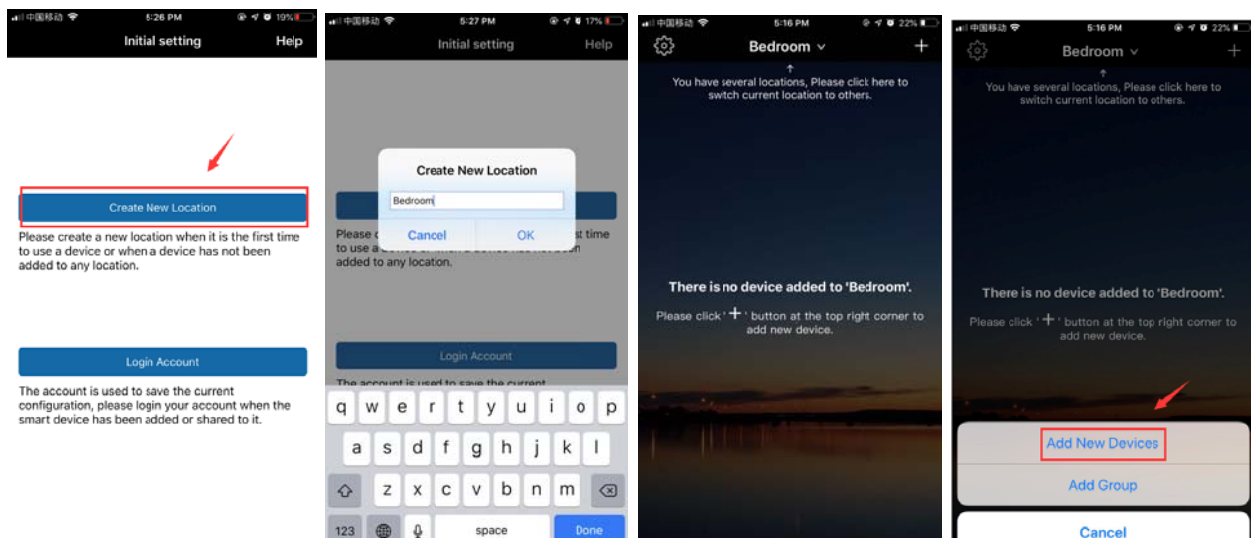 中国移动 5:26 PM 19%
Initial setting Help
Create New Location
Please create a new location when it is the first time
to use a device or when a device has not been
added to any location.
Login Account
The account is used to save the current
configuration, please login your account when the
smart device has been added or shared
to it.
中国移动 5:27 PM 17%
Initial setting Help
Create New Location
Bedroom
Cancel OK
Please c st time
to use a
added to any location.
Login Account
The account is used to save the current
q w e r t y u i o p
a s d f g h j k l
z x c v b n m
123 space Done
中国移动 5:16 PM 22%
Bedroom ∨ +
↑
You have several locations, Please click here to
switch current location to others.
There is no device added to 'Bedroom'.
Please click '+' button at the top right corner to
add new device.
中国移动 5:16 PM 22%
Bedroom ∨ +
↑
You have several locations, Please click here to
switch current location to others.
There is no device added to 'Bedroom'.
Please click '+' button at the top right corner to
add new device.
Add New Devices
Add Group
Cancel